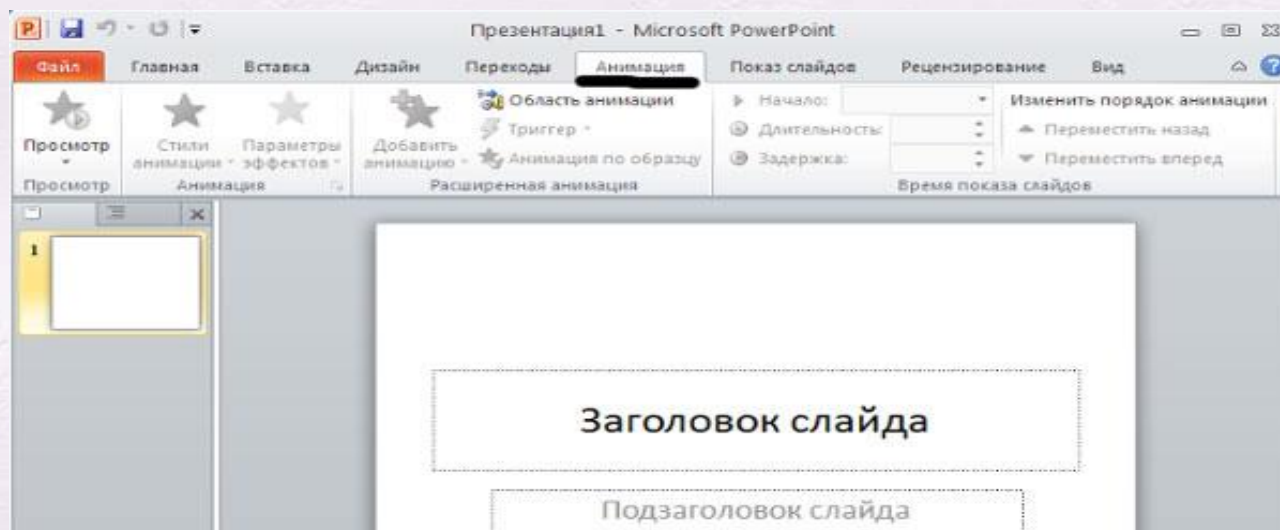 Презентация1 - Microsoft PowerPoint
Файл Главная Вставка Дизайн Переходы Анимация Показ слайдов Рецензирование Вид
Просмотр
Стили анимации
Параметры эффектов
Добавить анимацию
Область анимации
Триггер
Анимация по образцу
Начало:
Длительность:
Задержка:
Изменить порядок анимации
Переместить назад
Переместить вперед
Просмотр Анимация Расширенная анимация Время показа слайдов
1
Заголовок слайда
Подзаголовок слайда